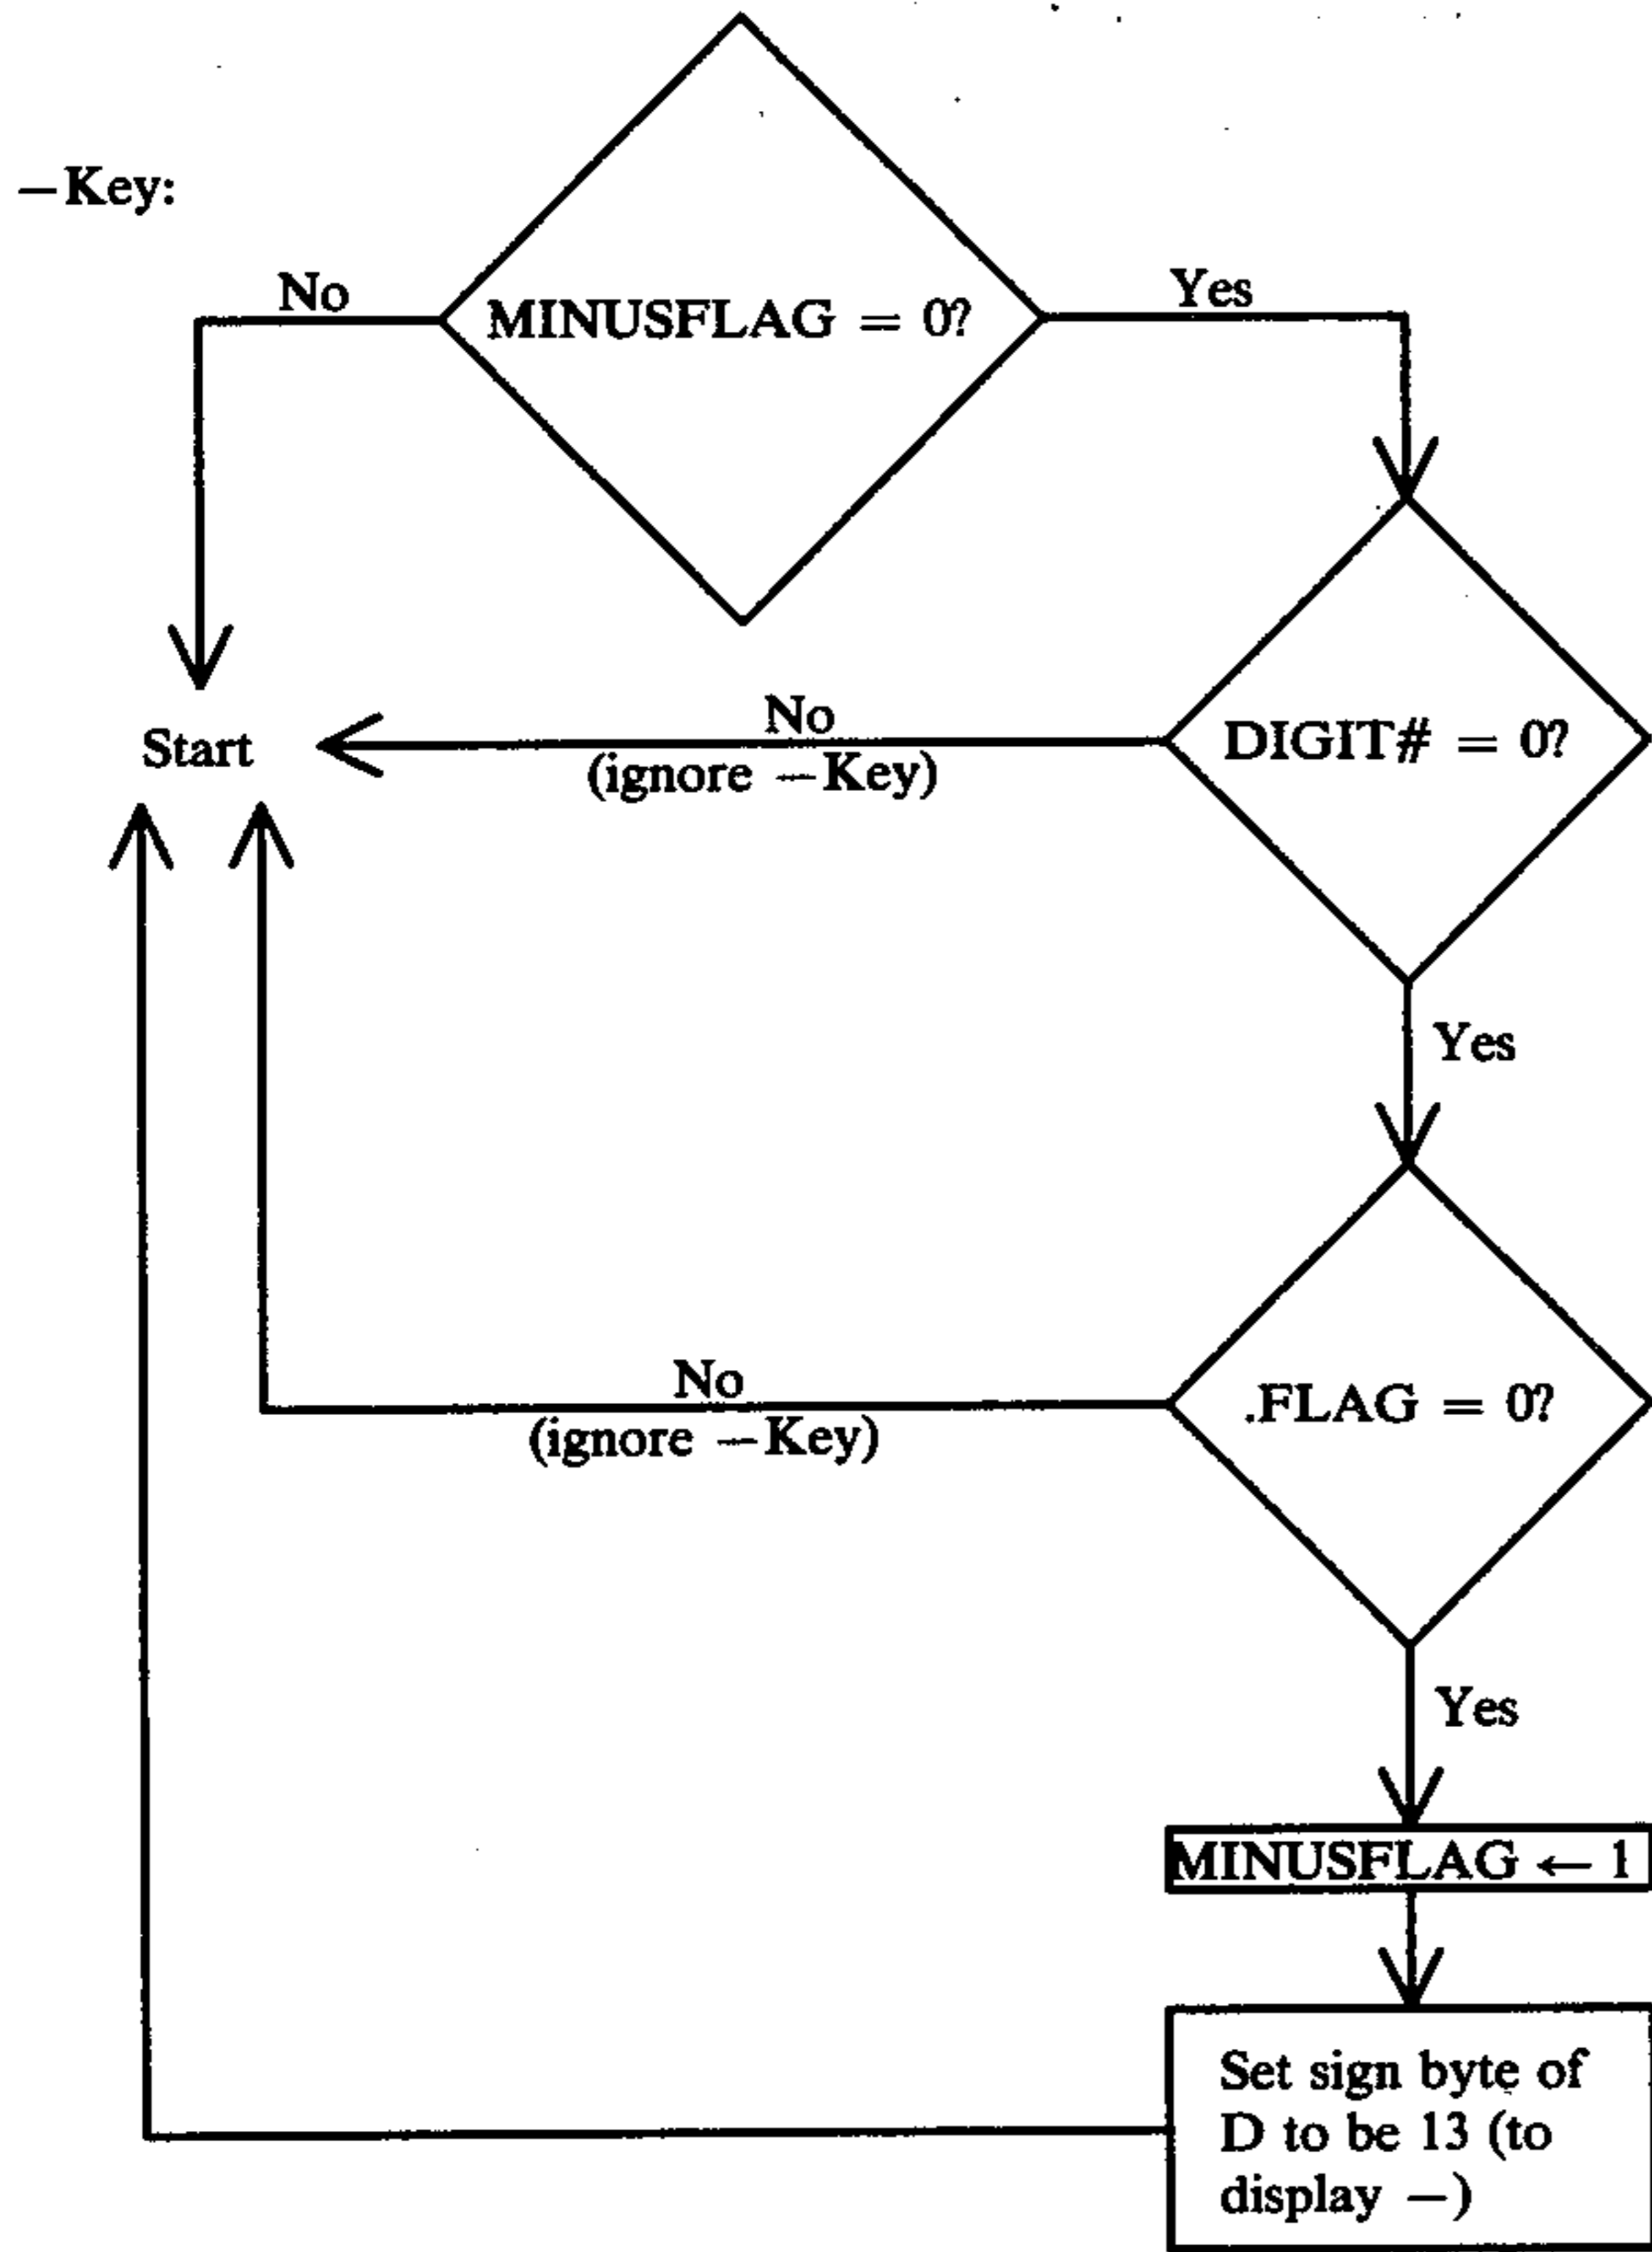 —Key:
No
MINUSFLAG = 0?
Yes
Start
No
(ignore —Key)
DIGIT# = 0?
Yes
No
(ignore —Key)
.FLAG = 0?
Yes
MINUSFLAG ← 1
Set sign byte of
D to be 13 (to
display —)